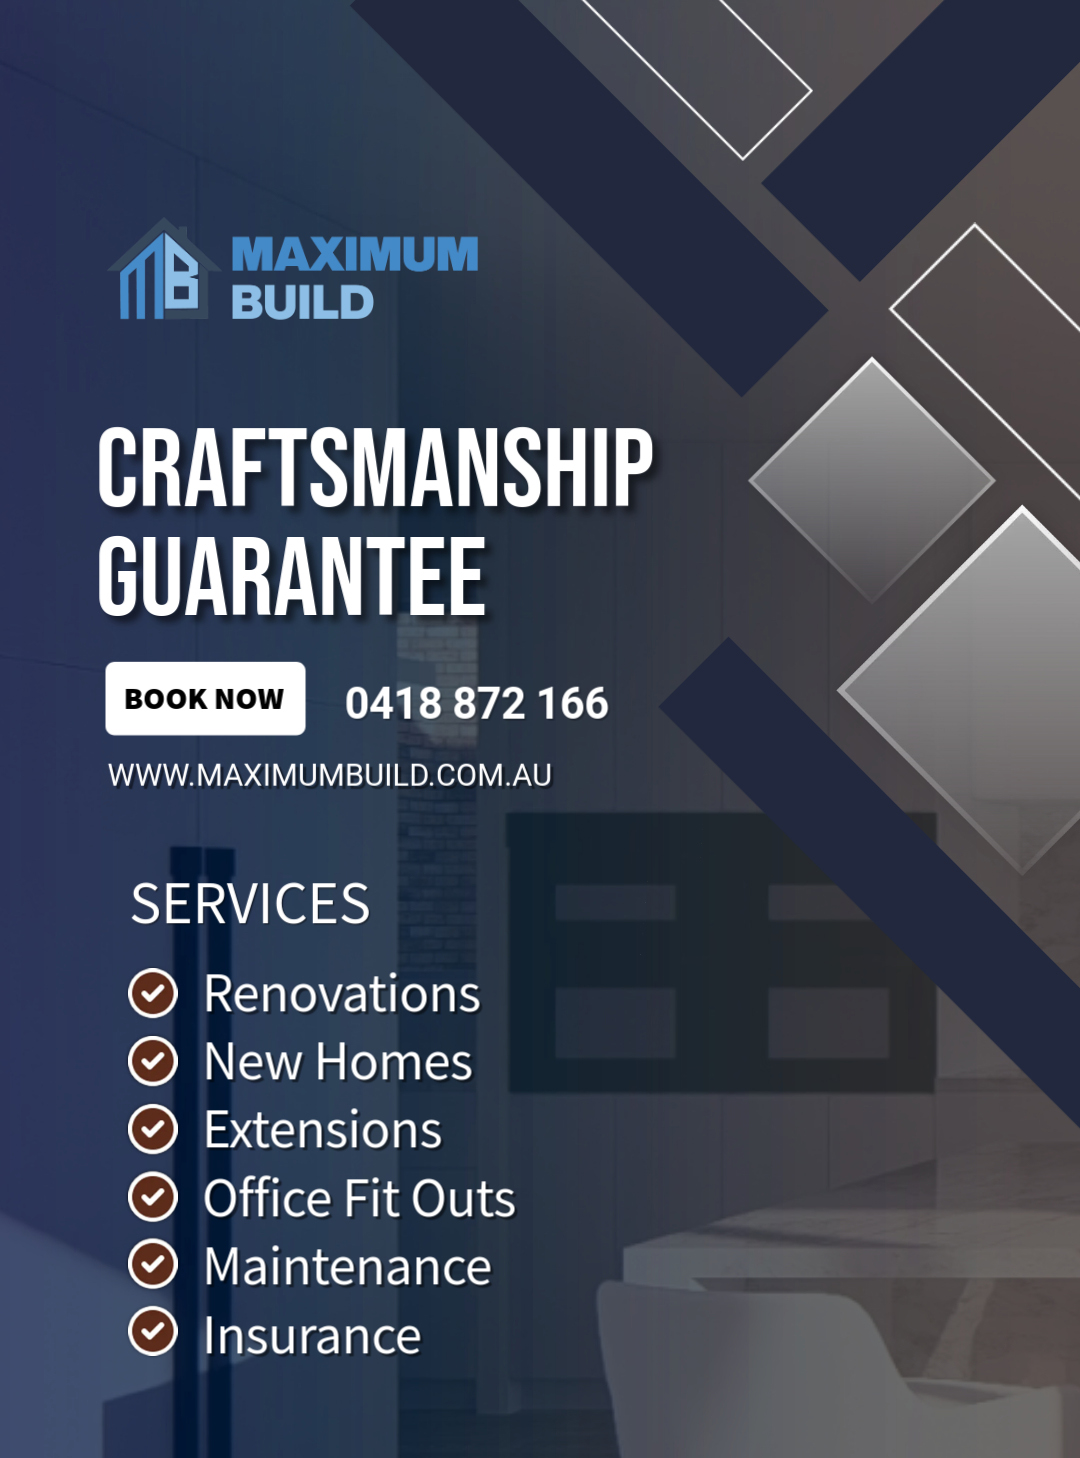 MAXIMUM
BUILD
CRAFTSMANSHIP
GUARANTEE
BOOK NOW
0418 872 166
WWW.MAXIMUMBUILD.COM.AU
SERVICES
Renovations
New Homes
Extensions
Office Fit Outs
Maintenance
Insurance